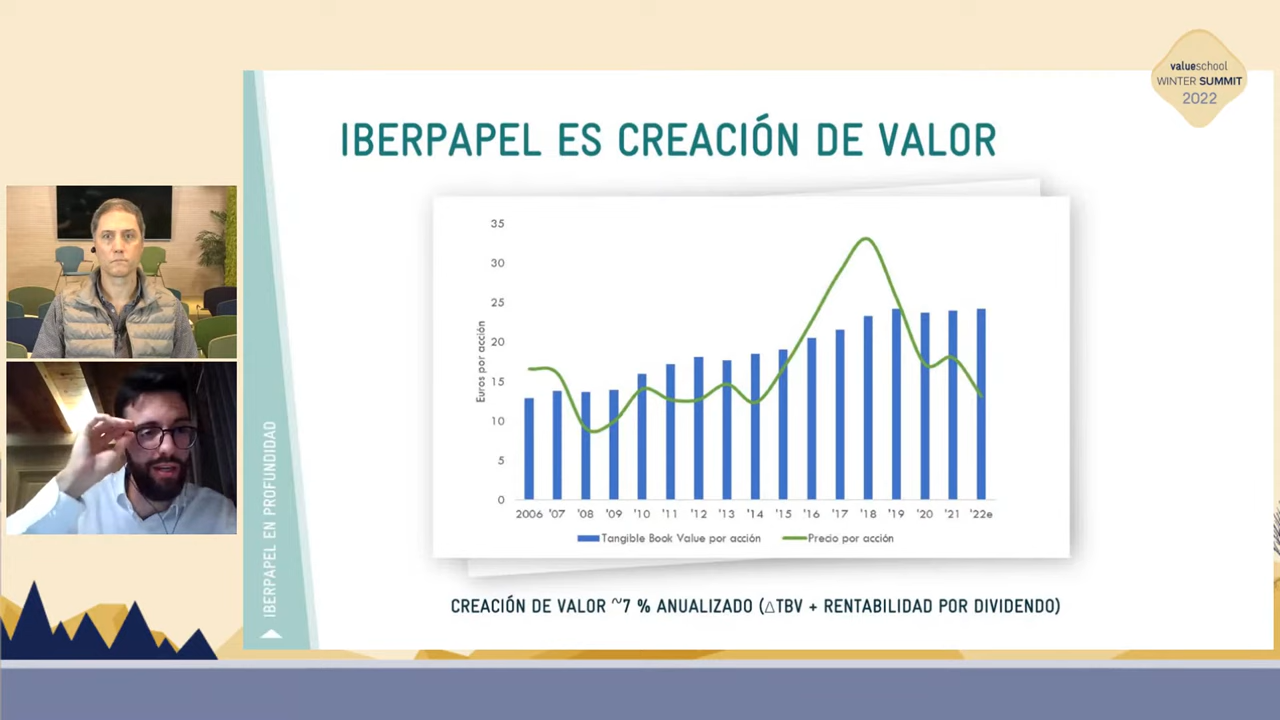 valueschool
WINTER SUMMIT
2022
IBERPAPEL ES CREACIÓN DE VALOR
35
30
25
20
15
10
5
0
Euros por acción
2006 '07 '08 '09 '10 '11 '12 '13 '14 '15 '16 '17 '18 '19 '20 '21 '22e
Tangible Book Value por acción Precio por acción
CREACIÓN DE VALOR ~7 % ANUALIZADO (△TBV + RENTABILIDAD POR DIVIDENDO)
IBERPAPEL EN PROFUNDIDAD